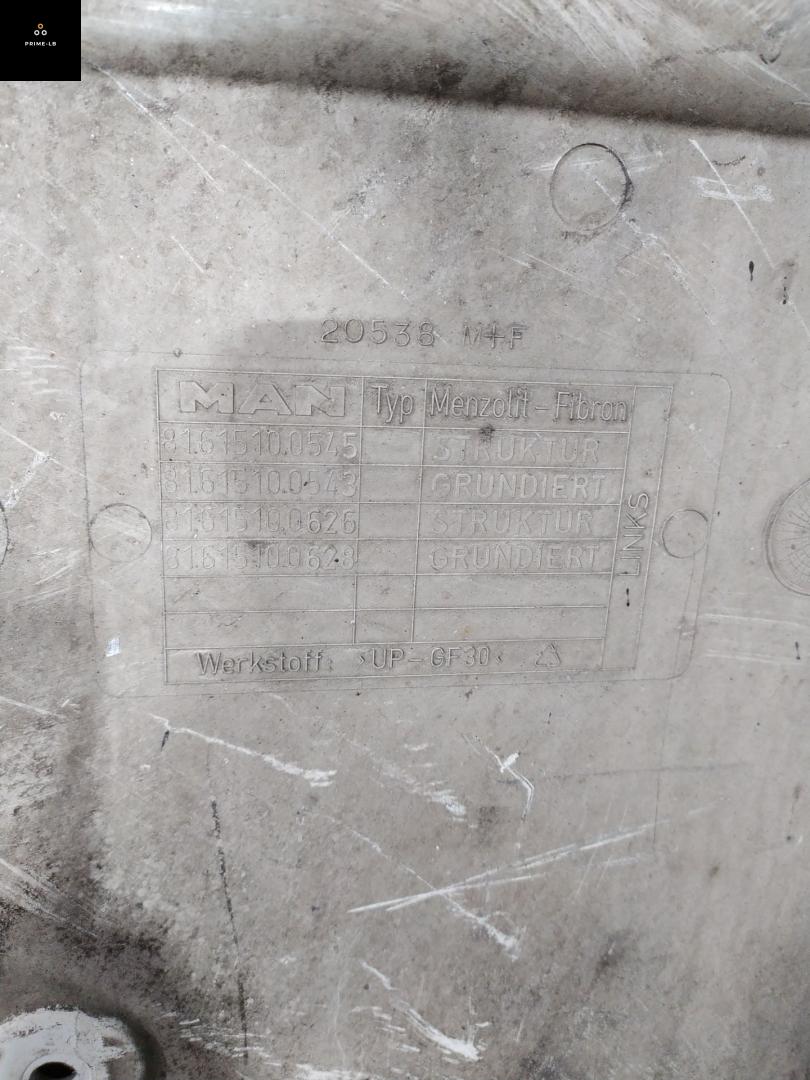 PRIME-LB
20538 M+F
MAN Typ Menzolit-Fibron
81.61510.0545 STRUKTUR
81.61510.0543 GRUNDIERT
81.61510.0626 STRUKTUR
81.61510.0628 GRUNDIERT
LINKS
Werkstoff: >UP-GF30<